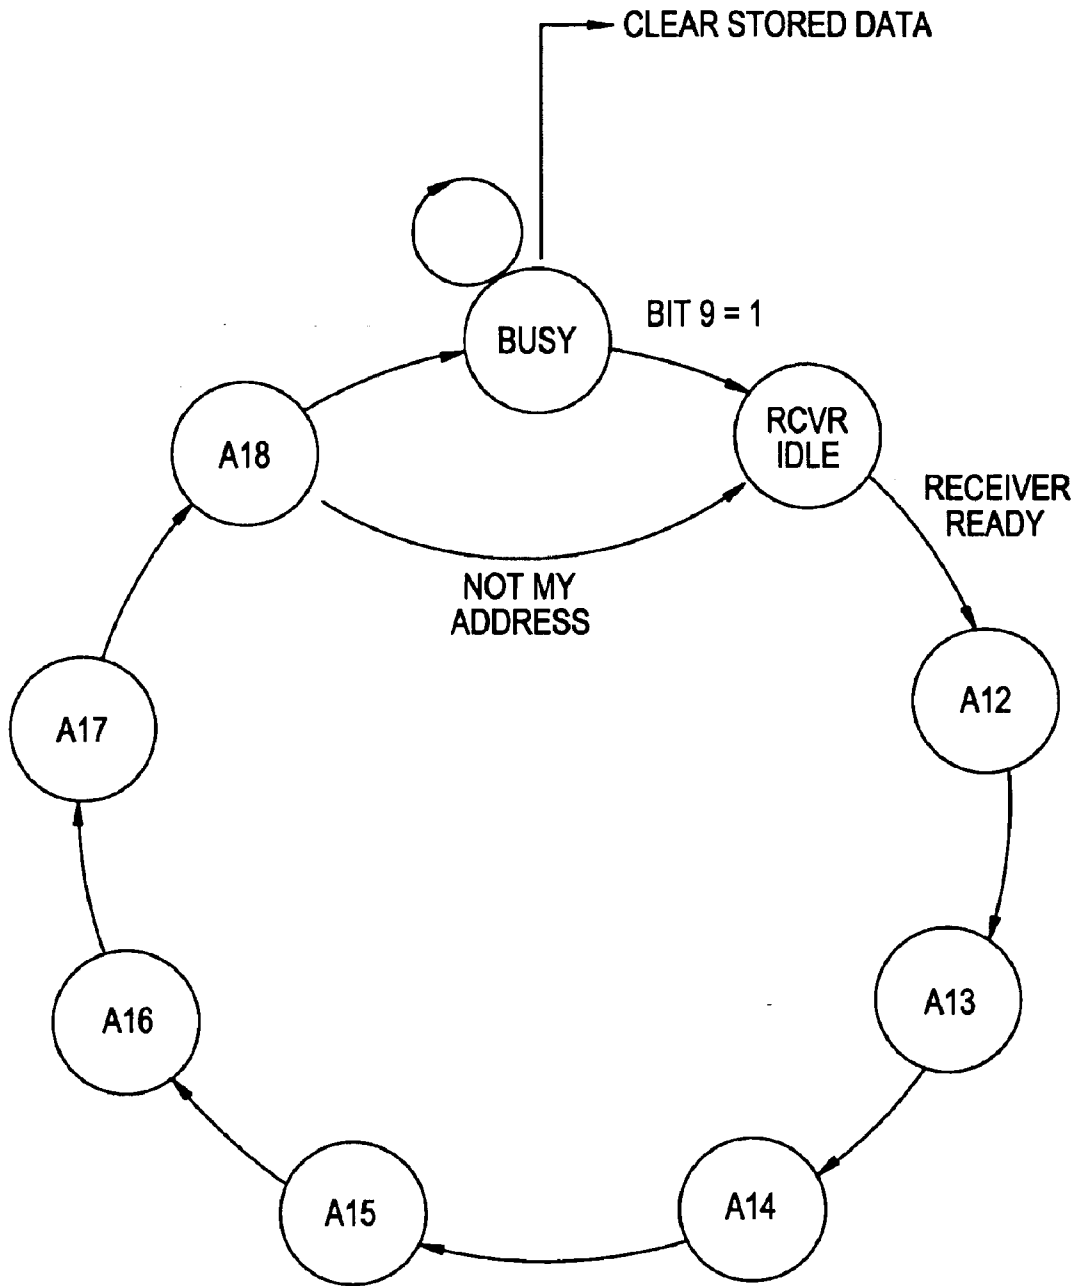 CLEAR STORED DATA
BUSY
BIT 9 = 1
RCVR
IDLE
A18
RECEIVER
READY
NOT MY
ADDRESS
A12
A17
A13
A16
A14
A15